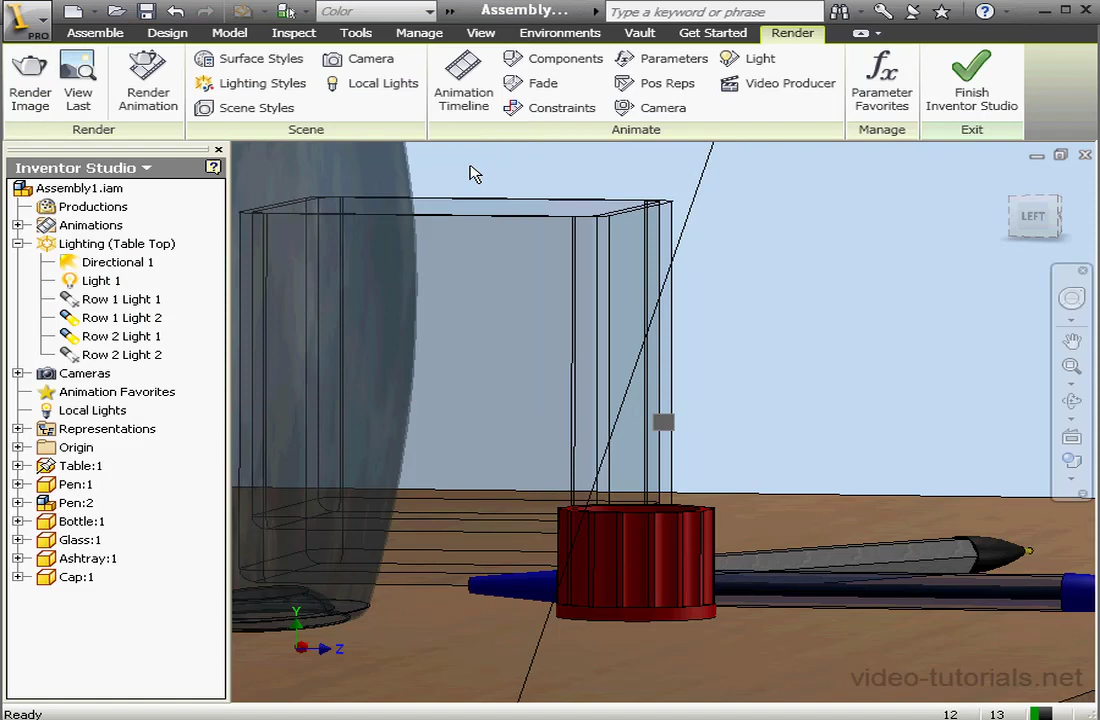 PRO
Color
Assembly...
Type a keyword or phrase
Assemble Design Model Inspect Tools Manage View Environments Vault Get Started Render
Render Image
View Last
Render Animation
Surface Styles
Lighting Styles
Scene Styles
Camera
Local Lights
Animation Timeline
Components
Fade
Constraints
Parameters
Pos Reps
Camera
Light
Video Producer
Parameter Favorites
Finish Inventor Studio
Render
Scene
Animate
Manage
Exit
Inventor Studio
Assembly1.iam
Productions
Animations
Lighting (Table Top)
Directional 1
Light 1
Row 1 Light 1
Row 1 Light 2
Row 2 Light 1
Row 2 Light 2
Cameras
Animation Favorites
Local Lights
Representations
Origin
Table:1
Pen:1
Pen:2
Bottle:1
Glass:1
Ashtray:1
Cap:1
LEFT
Y
Z
video-tutorials.net
Ready
12 13